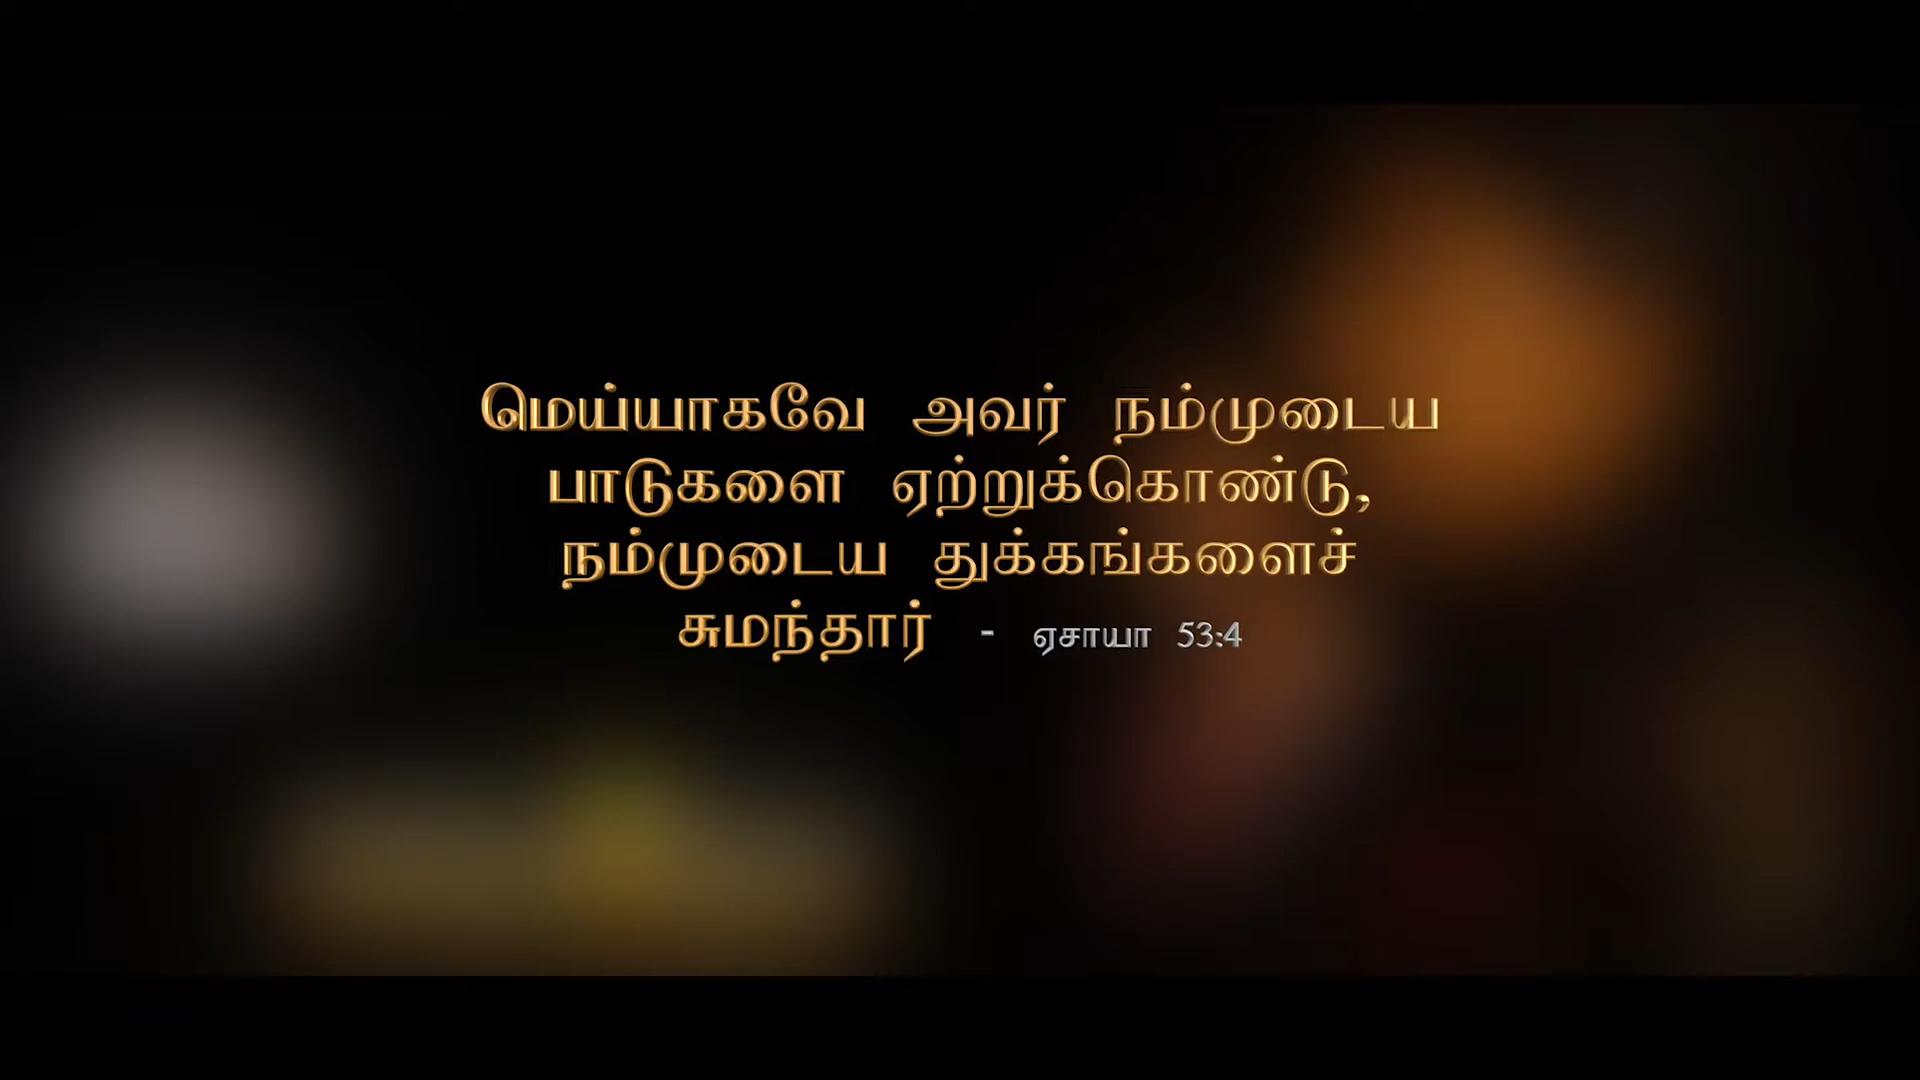 மெய்யாகவே அவர் நம்முடைய
பாடுகளை ஏற்றுக்கொண்டு,
நம்முடைய துக்கங்களைச்
சுமந்தார் - ஏசாயா 53:4